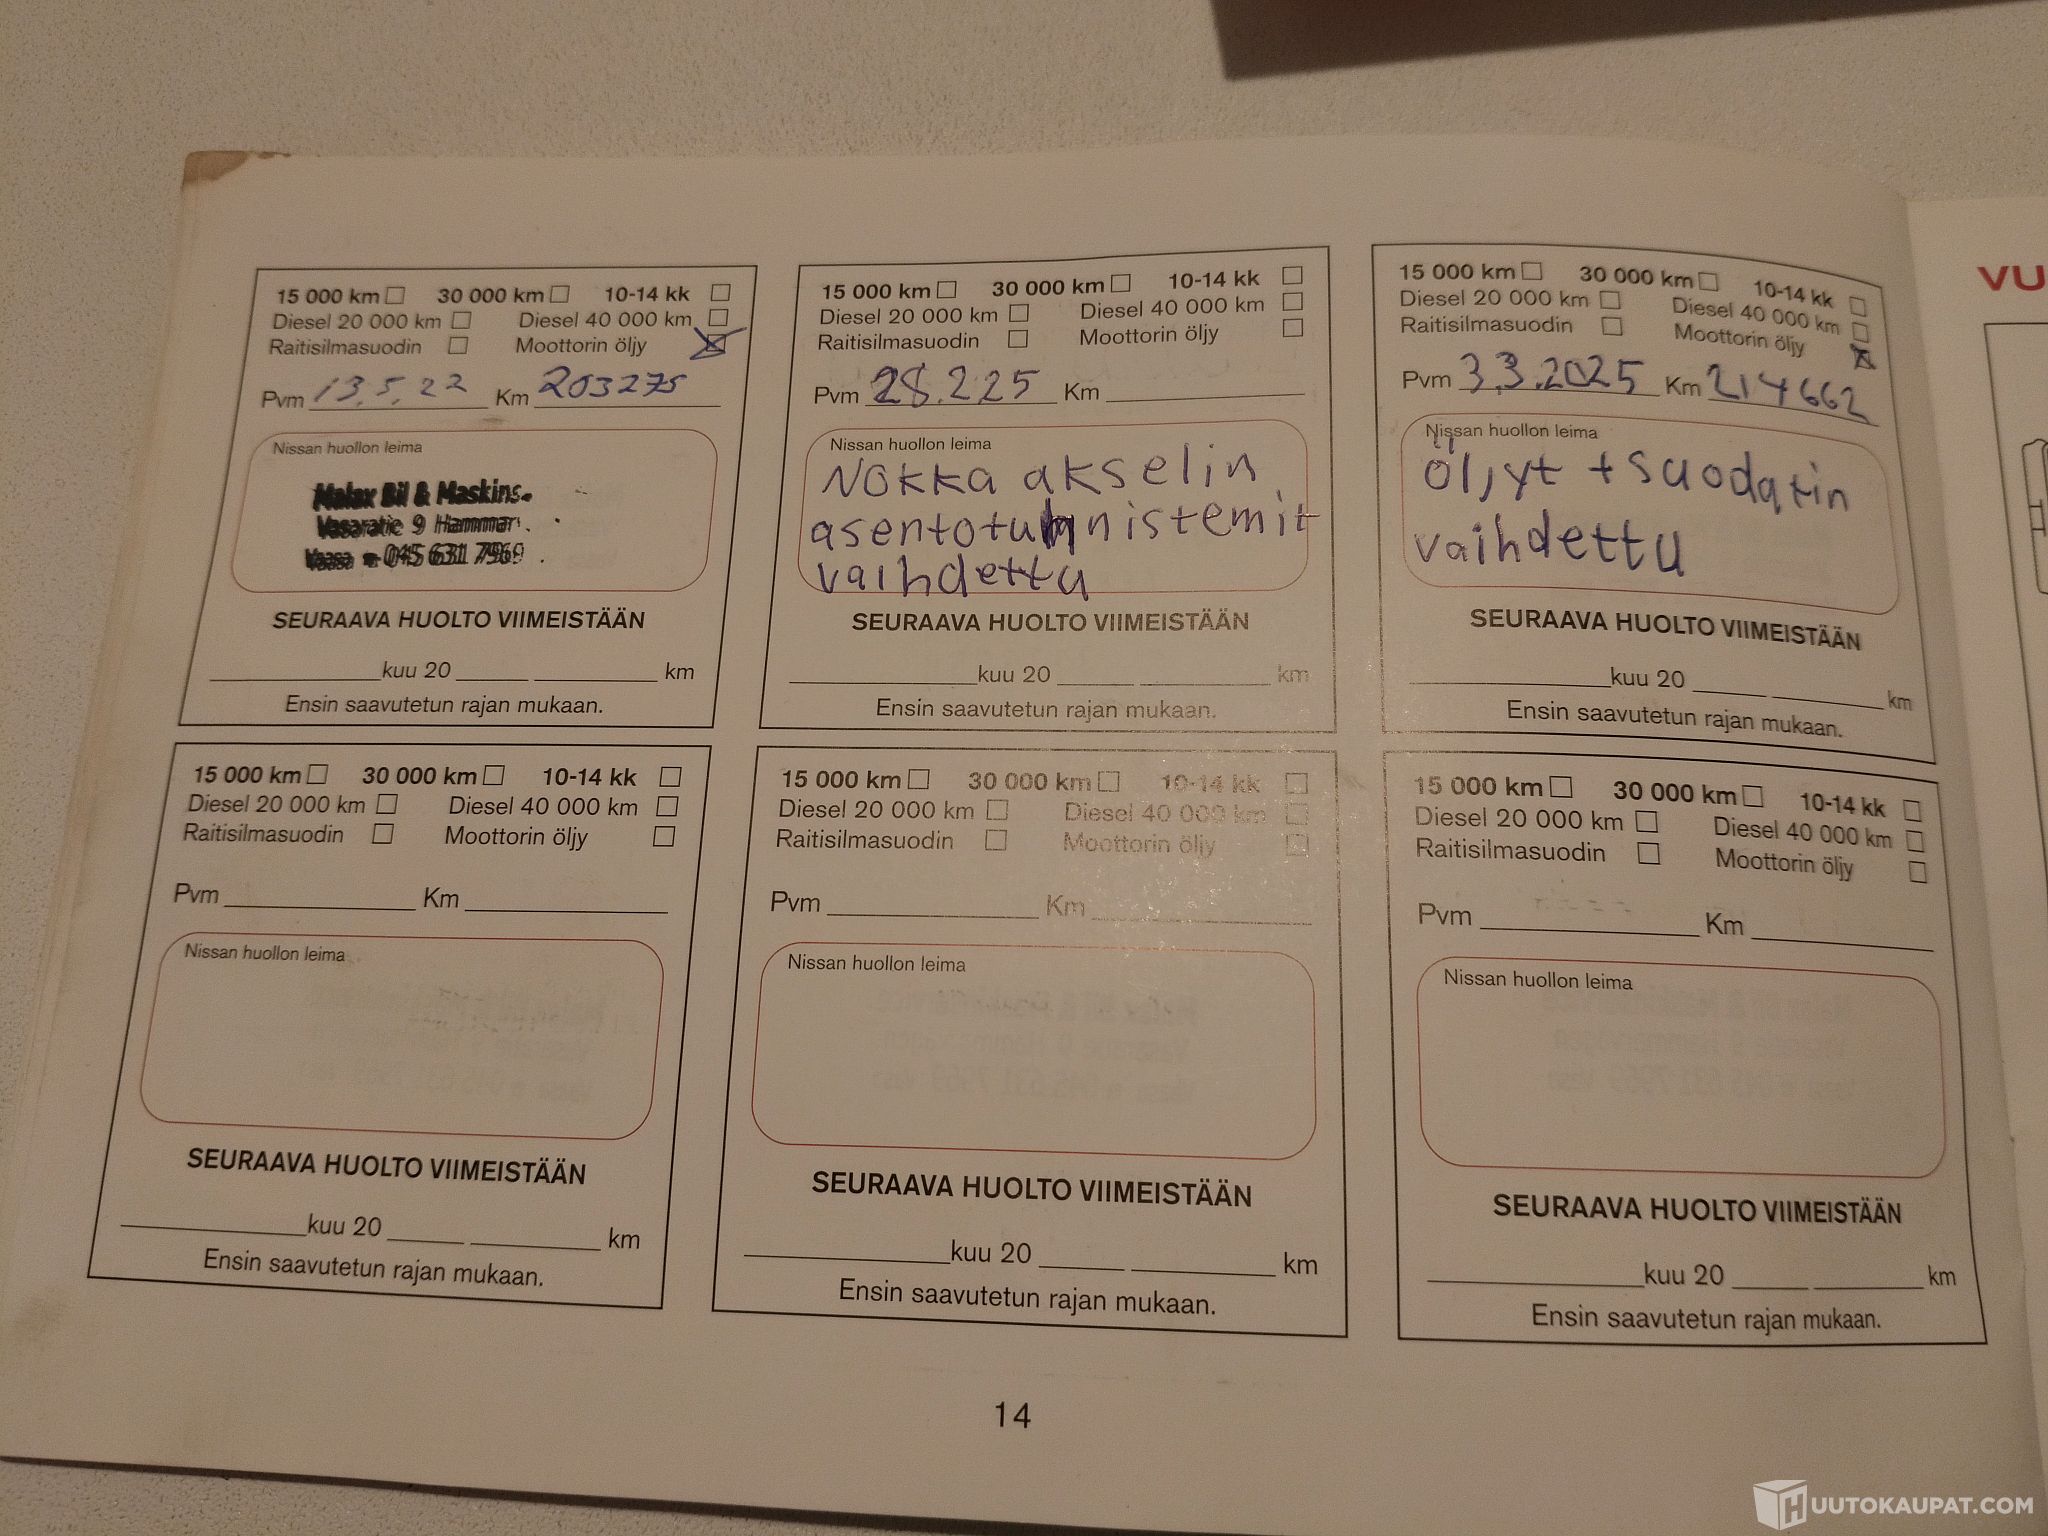 15 000 km 30 000 km 10-14 kk
Diesel 20 000 km Diesel 40 000 km
Raitisilmasuodin Moottorin öljy
Pvm 13.5.22 Km 203275
Nissan huollon leima
Malax Bil & Maskins.
Vasaratie 9 Hammar
Vaasa 045 631 7969
SEURAAVA HUOLTO VIIMEISTÄÄN
kuu 20 km
Ensin saavutetun rajan mukaan.
15 000 km 30 000 km 10-14 kk
Diesel 20 000 km Diesel 40 000 km
Raitisilmasuodin Moottorin öljy
Pvm 28.2.25 Km
Nissan huollon leima
Nokka akselin
asentotunnistemit
vaihdettu
SEURAAVA HUOLTO VIIMEISTÄÄN
kuu 20 km
Ensin saavutetun rajan mukaan.
15 000 km 30 000 km 10-14 kk
Diesel 20 000 km Diesel 40 000 km
Raitisilmasuodin Moottorin öljy
Pvm 3.3.2025 Km 214662
Nissan huollon leima
Öljyt + suodatin
vaihdettu
SEURAAVA HUOLTO VIIMEISTÄÄN
kuu 20 km
Ensin saavutetun rajan mukaan.
15 000 km 30 000 km 10-14 kk
Diesel 20 000 km Diesel 40 000 km
Raitisilmasuodin Moottorin öljy
Pvm Km
Nissan huollon leima
SEURAAVA HUOLTO VIIMEISTÄÄN
kuu 20 km
Ensin saavutetun rajan mukaan.
15 000 km 30 000 km 10-14 kk
Diesel 20 000 km Diesel 40 000 km
Raitisilmasuodin Moottorin öljy
Pvm Km
Nissan huollon leima
SEURAAVA HUOLTO VIIMEISTÄÄN
kuu 20 km
Ensin saavutetun rajan mukaan.
15 000 km 30 000 km 10-14 kk
Diesel 20 000 km Diesel 40 000 km
Raitisilmasuodin Moottorin öljy
Pvm Km
Nissan huollon leima
SEURAAVA HUOLTO VIIMEISTÄÄN
kuu 20 km
Ensin saavutetun rajan mukaan.
14
VU
HUUTOKAUPAT.COM